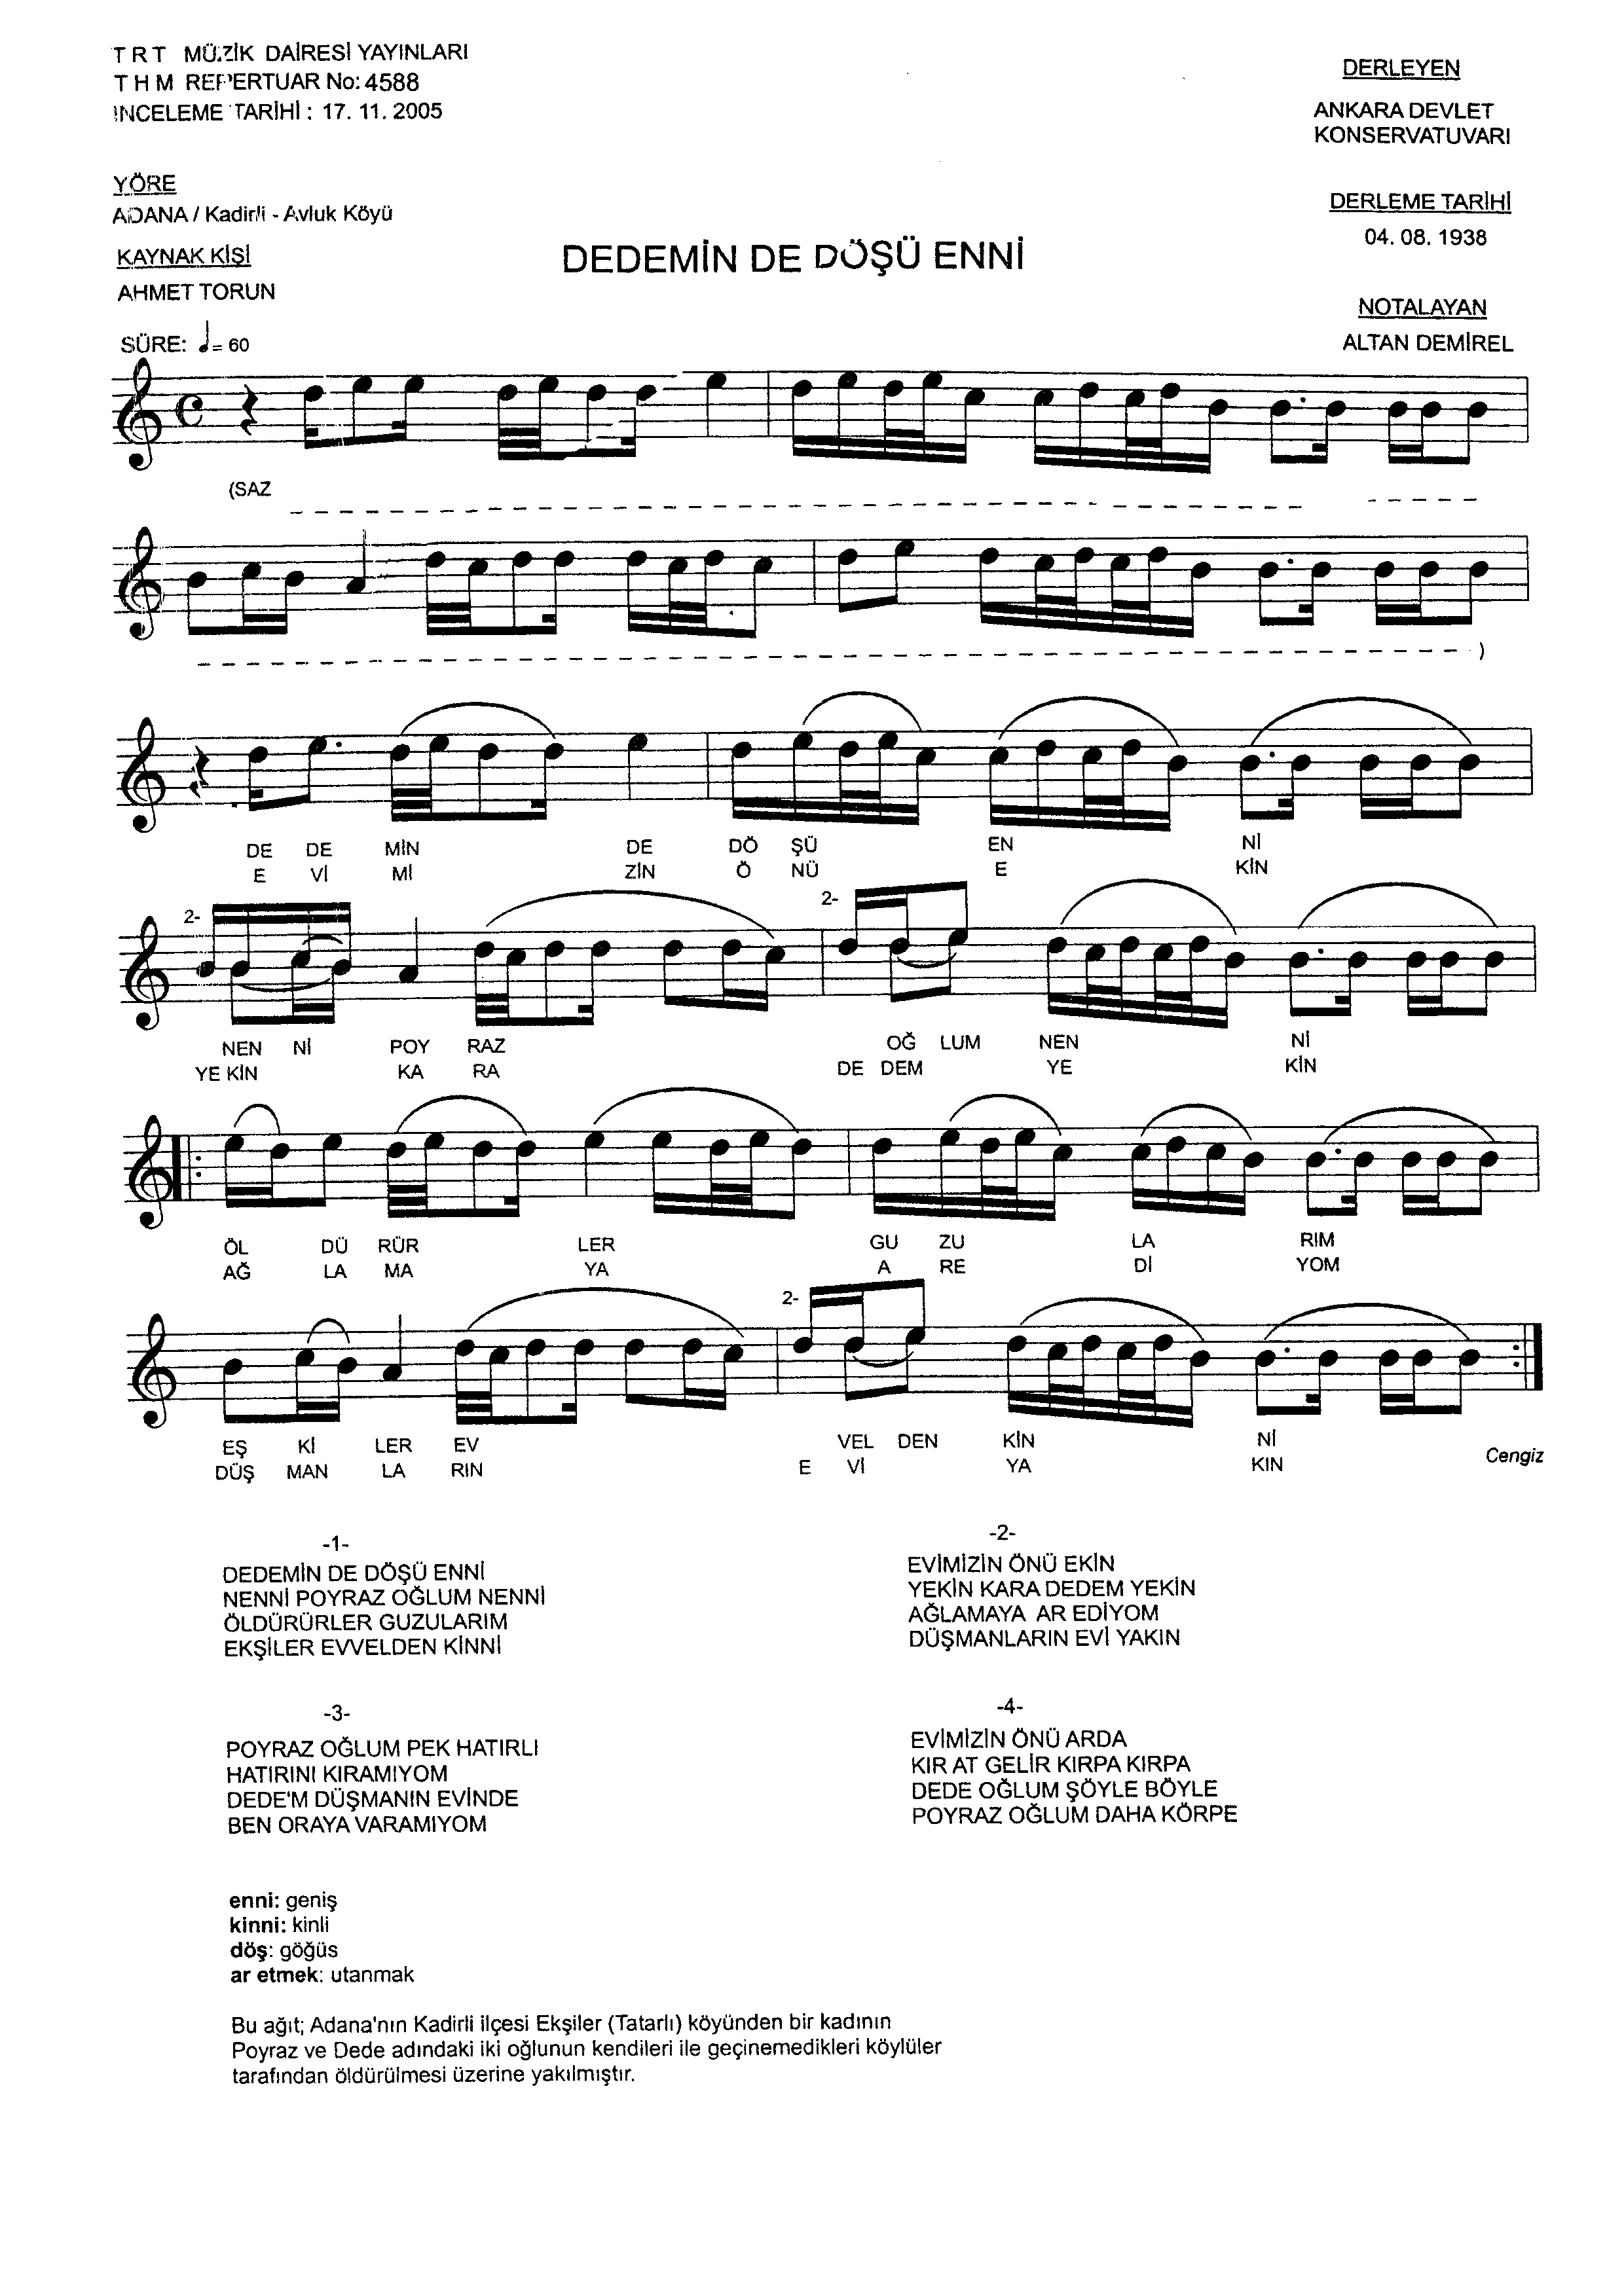 TRT MÜZİK DAİRESİ YAYINLARI
THM REPERTUAR No: 4588
İNCELEME TARİHİ : 17. 11. 2005
DERLEYEN
ANKARA DEVLET
KONSERVATUVARI
YÖRE
ADANA / Kadirli - Avluk Köyü
DERLEME TARİHİ
04. 08. 1938
KAYNAK KİŞİ
AHMET TORUN
DEDEMİN DE DÖŞÜ ENNİ
NOTALAYAN
ALTAN DEMİREL
SÜRE: ♩= 60
(SAZ
)
DE DE MİN DE DÖ ŞÜ EN Nİ
E Vİ Mİ ZİN Ö NÜ E KİN
2- 2-
NEN Nİ POY RAZ OĞ LUM NEN Nİ
YE KİN KA RA DE DEM YE KİN
ÖL DÜ RÜR LER GU ZU LA RIM
AĞ LA MA YA A RE Dİ YOM
2-
EŞ Kİ LER EV VEL DEN KİN Nİ
DÜŞ MAN LA RIN E Vİ YA KIN
Cengiz
-1-
DEDEMİN DE DÖŞÜ ENNİ
NENNİ POYRAZ OĞLUM NENNİ
ÖLDÜRÜRLER GUZULARIM
EKŞİLER EVVELDEN KİNNİ
-2-
EVİMİZİN ÖNÜ EKİN
YEKİN KARA DEDEM YEKİN
AĞLAMAYA AR EDİYOM
DÜŞMANLARIN EVİ YAKIN
-3-
POYRAZ OĞLUM PEK HATIRLI
HATIRINI KIRAMIYOM
DEDE'M DÜŞMANIN EVİNDE
BEN ORAYA VARAMIYOM
-4-
EVİMİZİN ÖNÜ ARDA
KIR AT GELİR KIRPA KIRPA
DEDE OĞLUM ŞÖYLE BÖYLE
POYRAZ OĞLUM DAHA KÖRPE
enni: geniş
kinni: kinli
döş: göğüs
ar etmek: utanmak
Bu ağıt; Adana'nın Kadirli ilçesi Ekşiler (Tatarlı) köyünden bir kadının
Poyraz ve Dede adındaki iki oğlunun kendileri ile geçinemedikleri köylüler
tarafından öldürülmesi üzerine yakılmıştır.